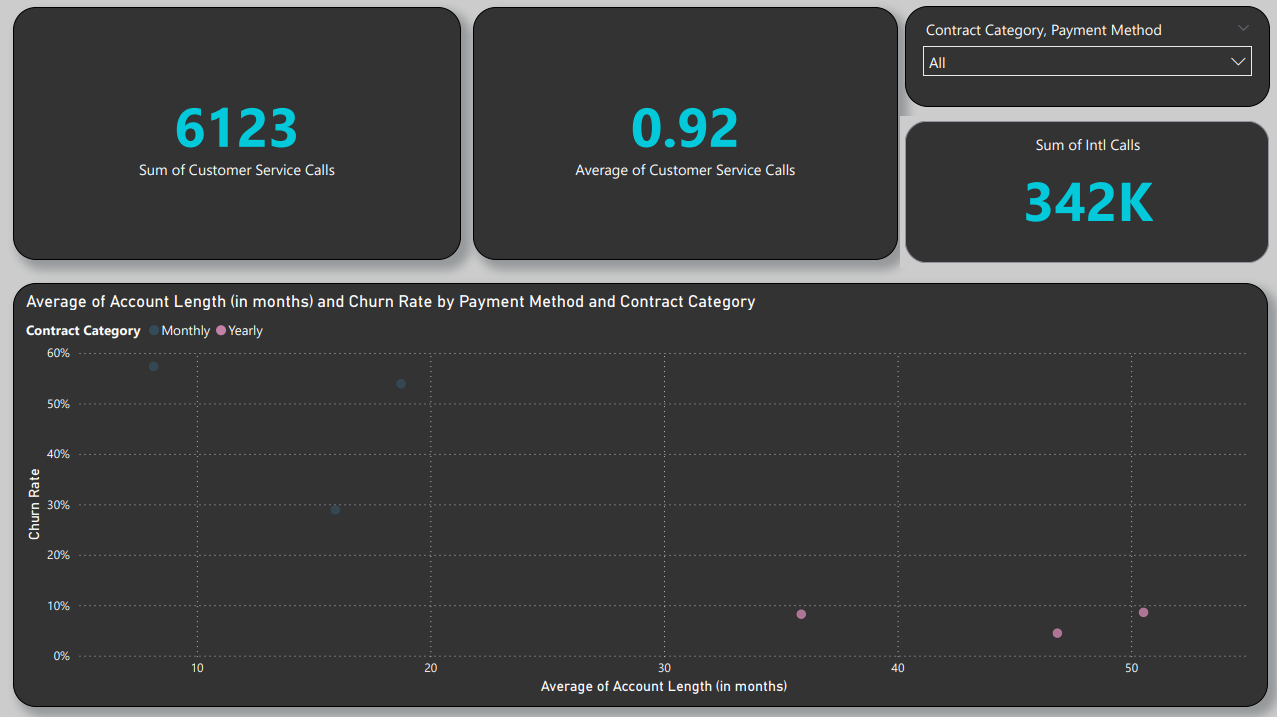 6123
Sum of Customer Service Calls
0.92
Average of Customer Service Calls
Contract Category, Payment Method
All
Sum of Intl Calls
342K
Average of Account Length (in months) and Churn Rate by Payment Method and Contract Category
Contract Category Monthly Yearly
60%
50%
40%
30%
20%
10%
0%
Churn Rate
10 20 30 40 50
Average of Account Length (in months)